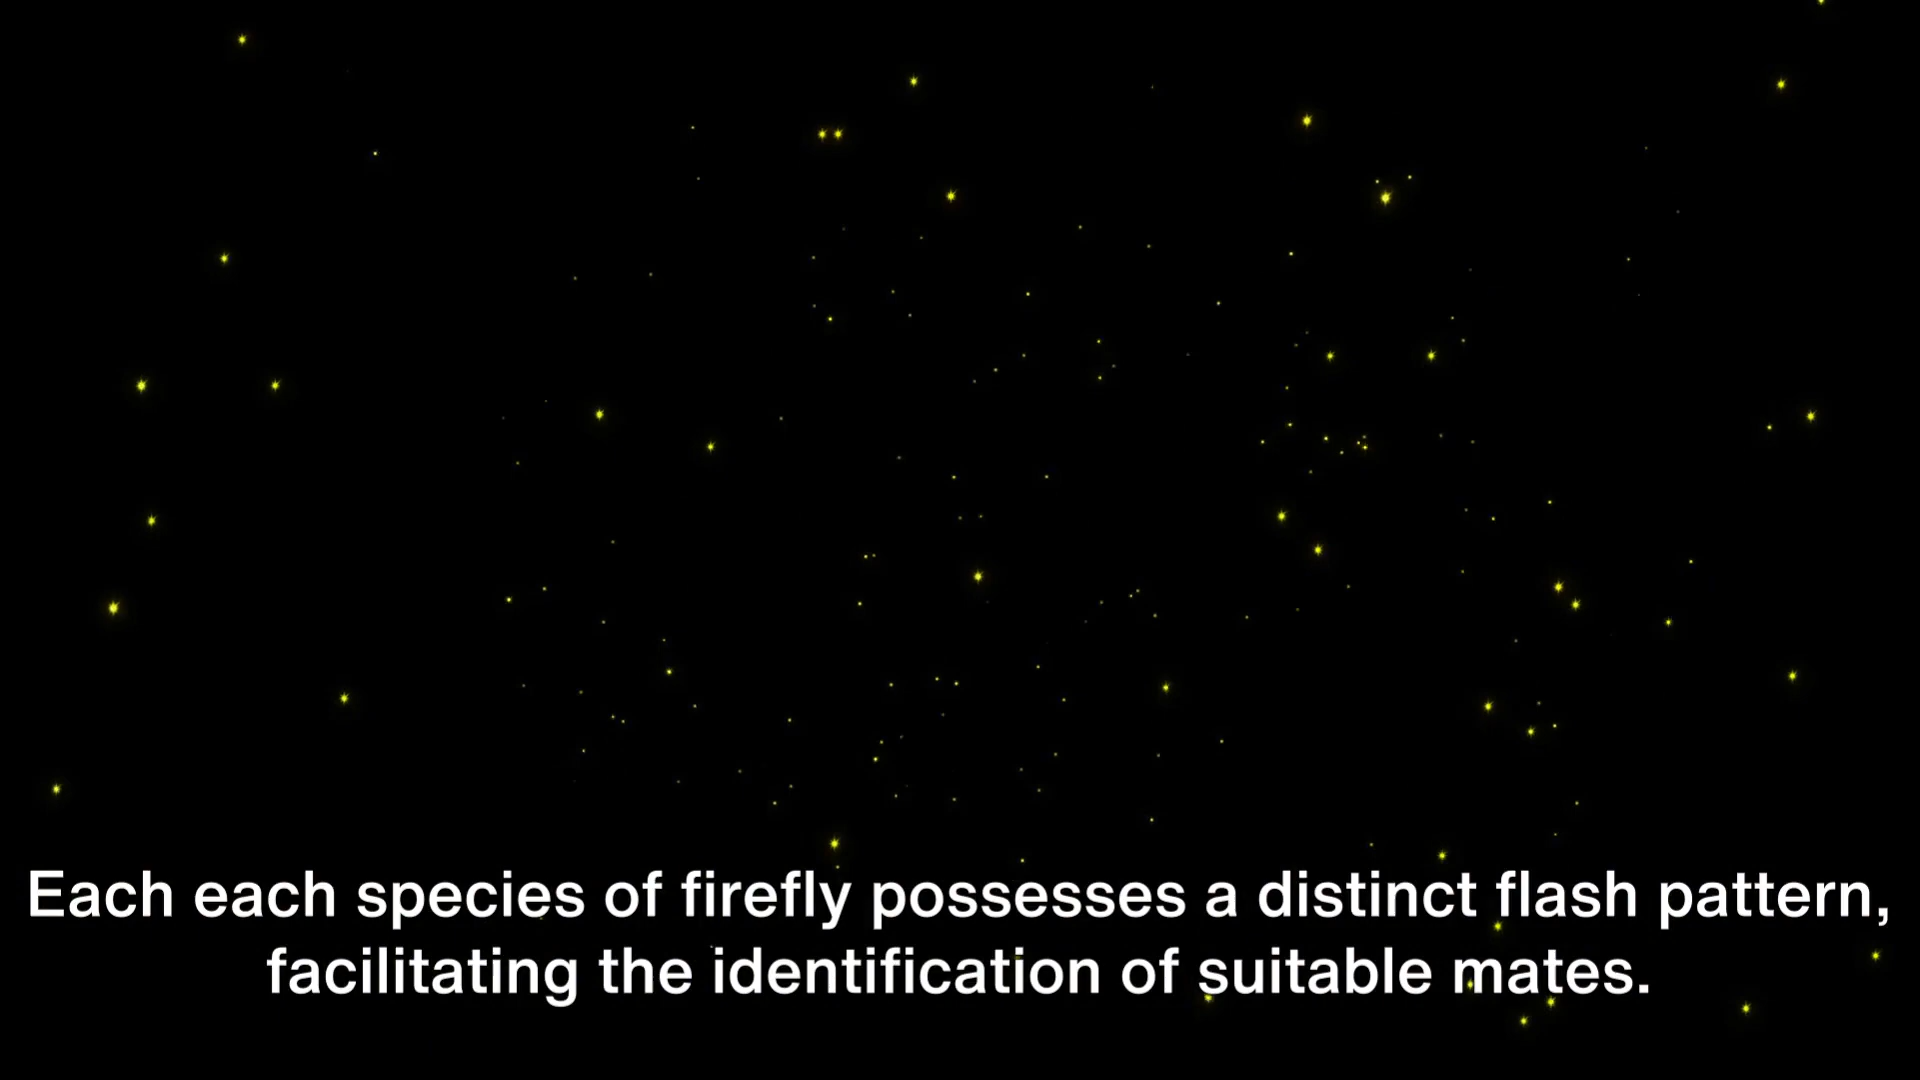 Each each species of firefly possesses a distinct flash pattern,
facilitating the identification of suitable mates.